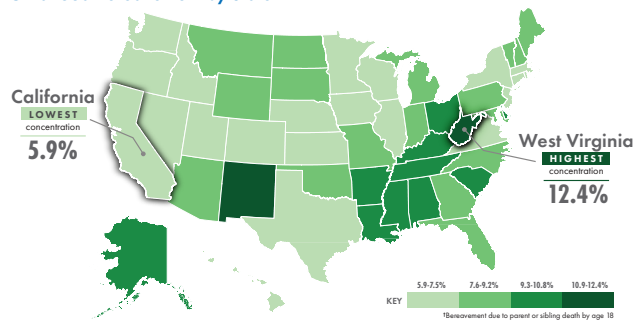 California
LOWEST
concentration
5.9%
West Virginia
HIGHEST
concentration
12.4%
KEY
5.9-7.5%
7.6-9.2%
9.3-10.8%
10.9-12.4%
†Bereavement due to parent or sibling death by age 18